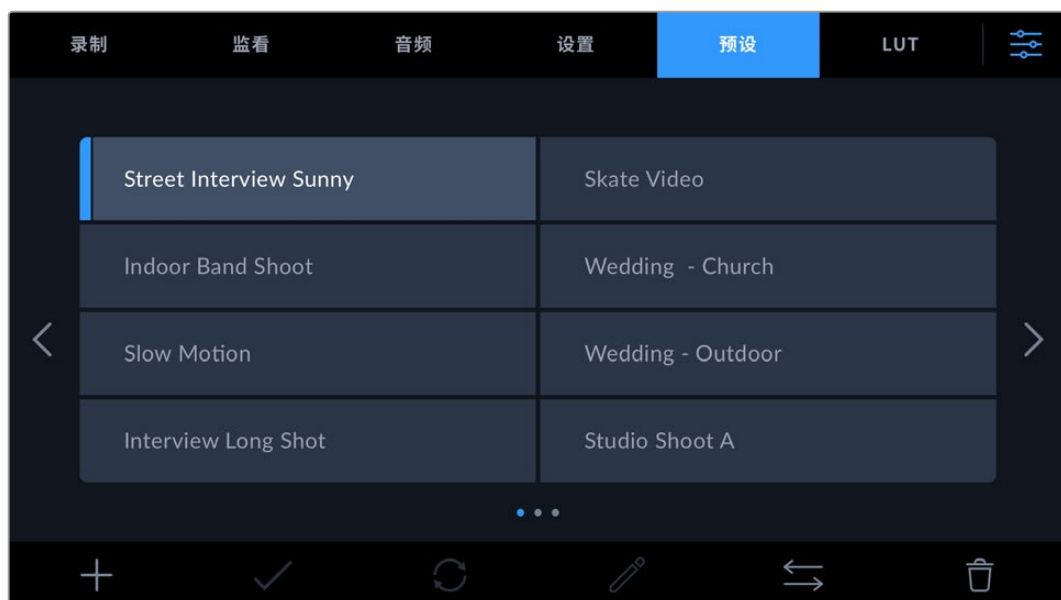 录制 监看 音频 设置 预设 LUT
Street Interview Sunny Skate Video
Indoor Band Shoot Wedding - Church
Slow Motion Wedding - Outdoor
Interview Long Shot Studio Shoot A